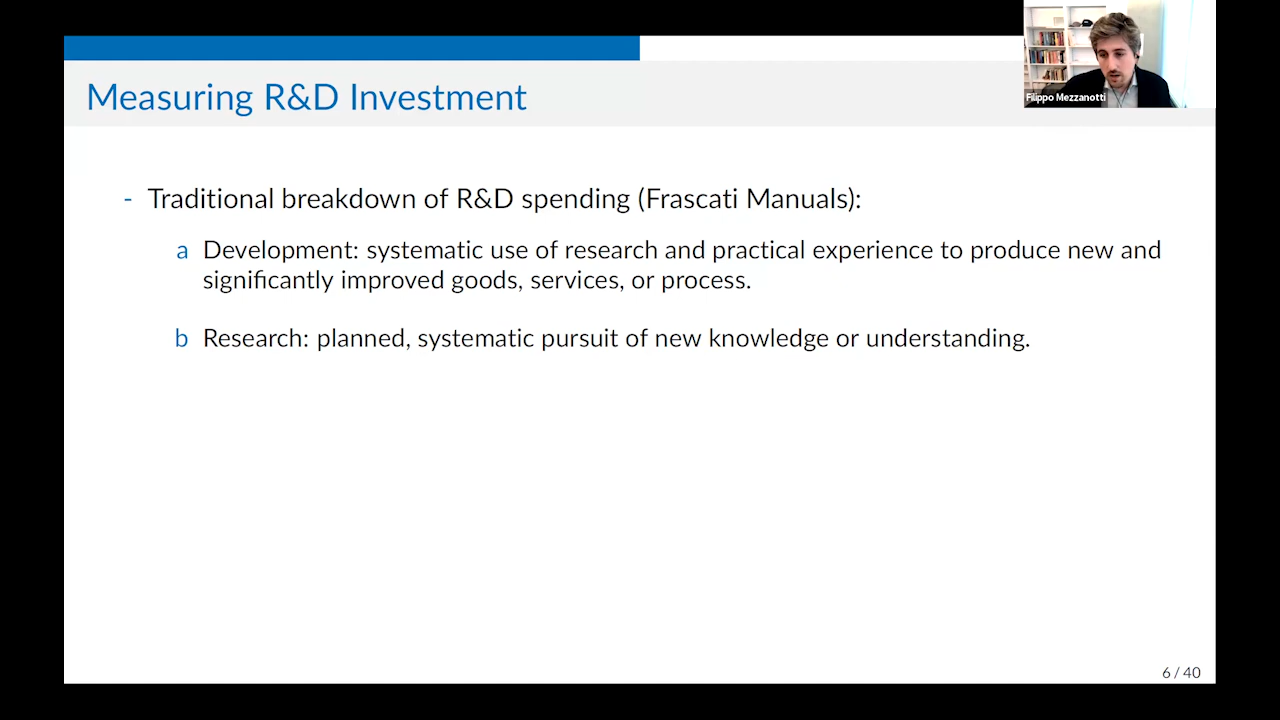 Measuring R&D Investment
Filippo Mezzanotti
- Traditional breakdown of R&D spending (Frascati Manuals):
a Development: systematic use of research and practical experience to produce new and
significantly improved goods, services, or process.
b Research: planned, systematic pursuit of new knowledge or understanding.
6 / 40